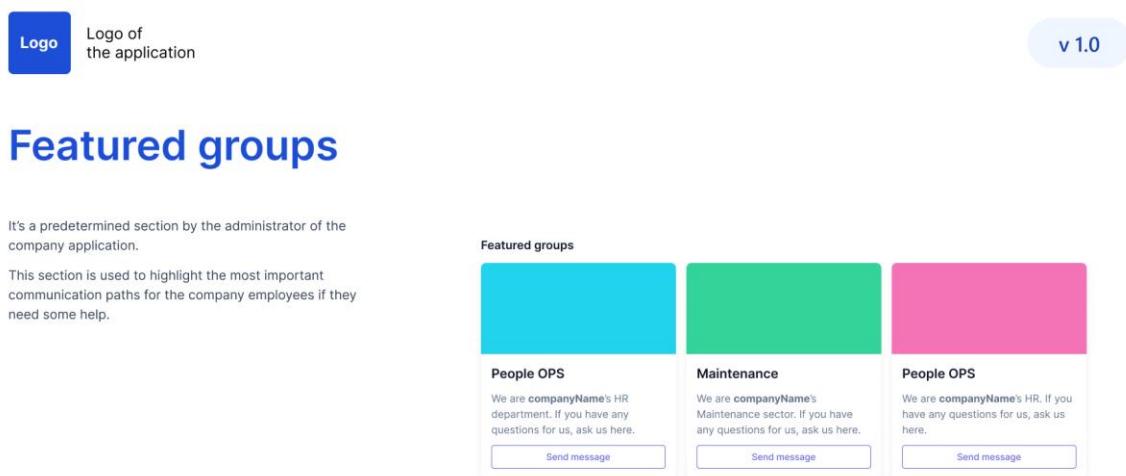 Logo
Logo of
the application
v 1.0
Featured groups
It's a predetermined section by the administrator of the
company application.
This section is used to highlight the most important
communication paths for the company employees if they
need some help.
Featured groups
People OPS
We are companyName's HR
department. If you have any
questions for us, ask us here.
Send message
Maintenance
We are companyName's
Maintenance sector. If you have
any questions for us, ask us here.
Send message
People OPS
We are companyName's HR. If you
have any questions for us, ask us
here.
Send message